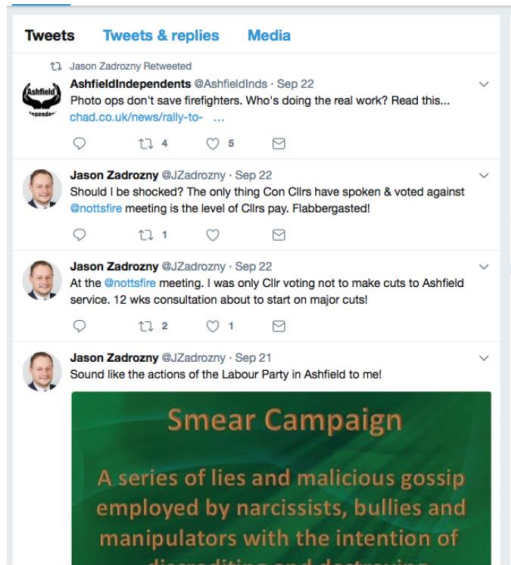 Tweets Tweets & replies Media
Jason Zadrozny Retweeted
AshfieldIndependents @AshfieldInds · Sep 22
Ashfield
Photo ops don't save firefighters. Who's doing the real work? Read this...
chad.co.uk/news/rally-to- ...
4 5
Jason Zadrozny @JZadrozny · Sep 22
Should I be shocked? The only thing Con Cllrs have spoken & voted against
@nottsfire meeting is the level of Cllrs pay. Flabbergasted!
1
Jason Zadrozny @JZadrozny · Sep 22
At the @nottsfire meeting. I was only Cllr voting not to make cuts to Ashfield
service. 12 wks consultation about to start on major cuts!
2 1
Jason Zadrozny @JZadrozny · Sep 21
Sound like the actions of the Labour Party in Ashfield to me!
Smear Campaign
A series of lies and malicious gossip
employed by narcissists, bullies and
manipulators with the intention of
discrediting and destroying